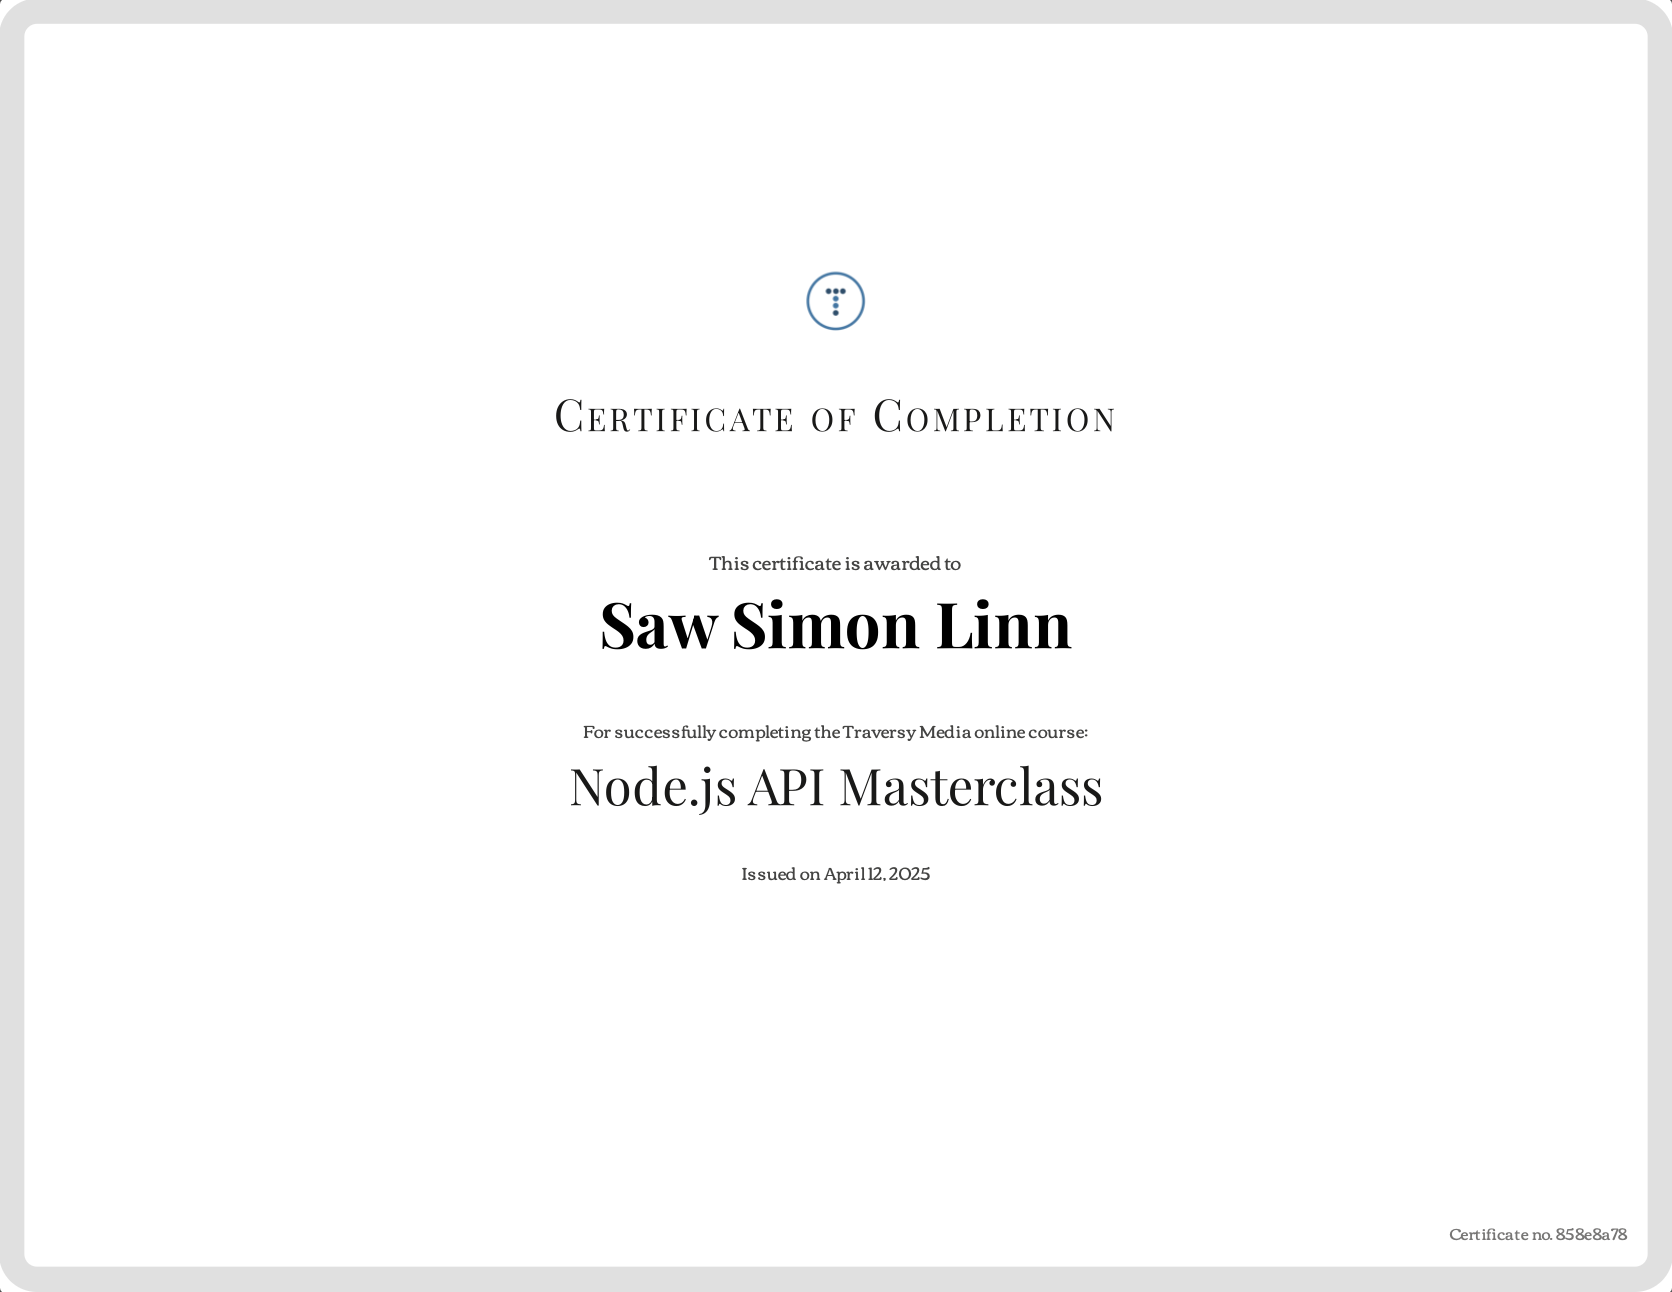 T
Certificate of Completion
This certificate is awarded to
Saw Simon Linn
For successfully completing the Traversy Media online course:
Node.js API Masterclass
Issued on April 12, 2025
Certificate no. 858e8a78